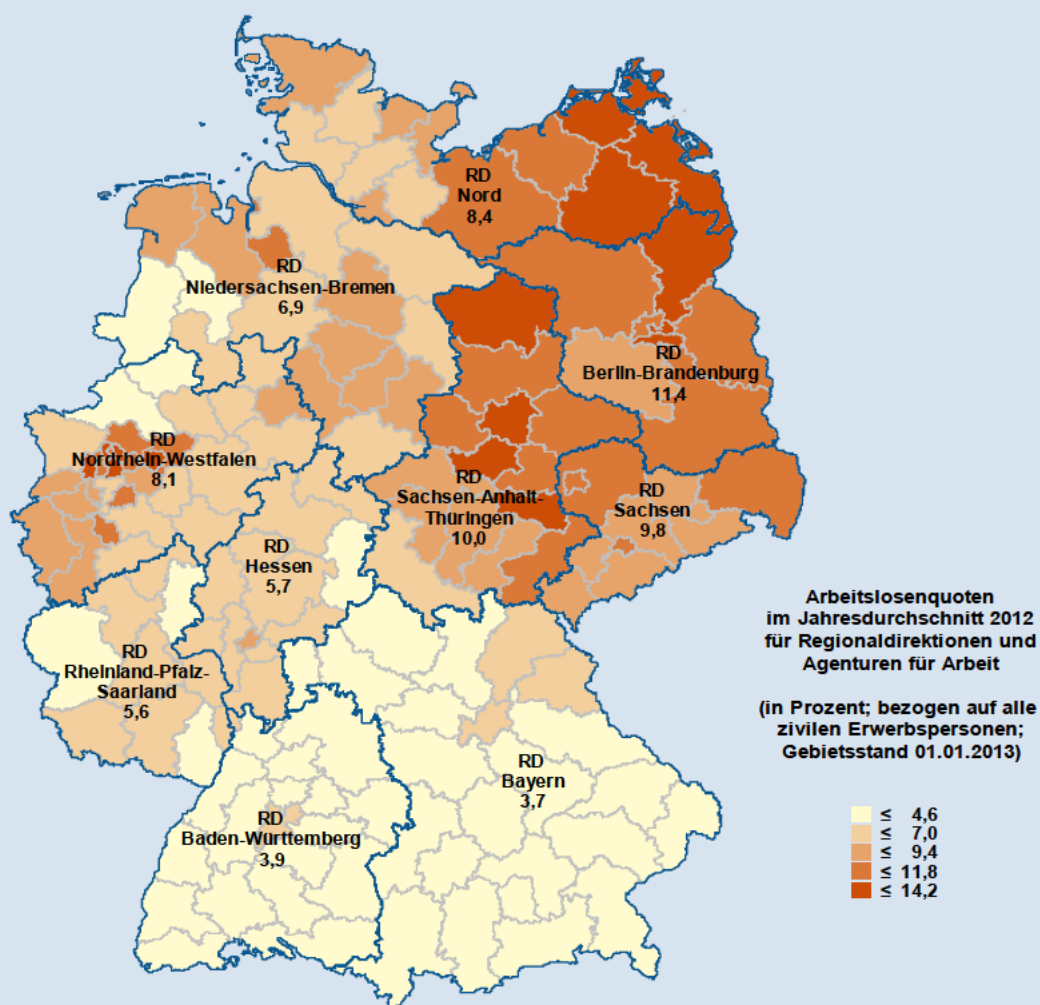 RD
Nord
8,4
RD
Niedersachsen-Bremen
6,9
RD
Berlin-Brandenburg
11,4
RD
Nordrhein-Westfalen
8,1
RD
Sachsen-Anhalt-
Thüringen
10,0
RD
Sachsen
9,8
RD
Hessen
5,7
RD
Rheinland-Pfalz-
Saarland
5,6
RD
Bayern
3,7
RD
Baden-Württemberg
3,9
Arbeitslosenquoten
im Jahresdurchschnitt 2012
für Regionaldirektionen und
Agenturen für Arbeit
(in Prozent; bezogen auf alle
zivilen Erwerbspersonen;
Gebietsstand 01.01.2013)
≤ 4,6
≤ 7,0
≤ 9,4
≤ 11,8
≤ 14,2